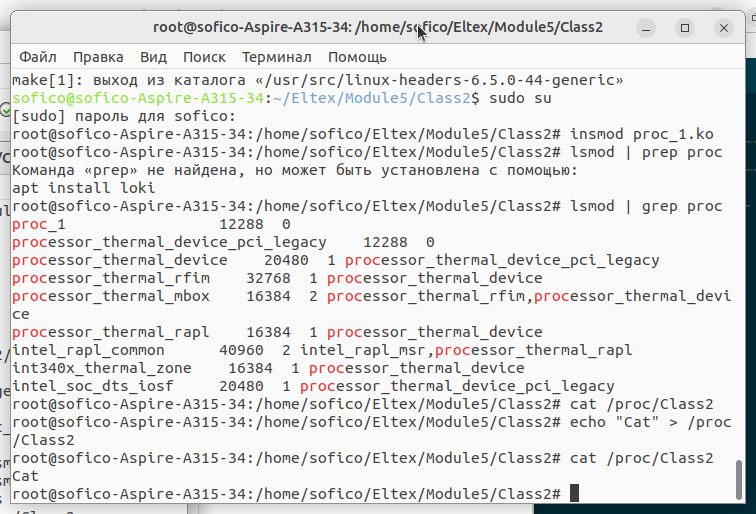 root@sofico-Aspire-A315-34: /home/sofico/Eltex/Module5/Class2
Файл Правка Вид Поиск Терминал Помощь
make[1]: выход из каталога «/usr/src/linux-headers-6.5.0-44-generic»
sofico@sofico-Aspire-A315-34:~/Eltex/Module5/Class2$ sudo su
[sudo] пароль для sofico:
root@sofico-Aspire-A315-34:/home/sofico/Eltex/Module5/Class2# insmod proc_1.ko
root@sofico-Aspire-A315-34:/home/sofico/Eltex/Module5/Class2# lsmod | prep proc
Команда «prep» не найдена, но может быть установлена с помощью:
apt install loki
root@sofico-Aspire-A315-34:/home/sofico/Eltex/Module5/Class2# lsmod | grep proc
proc_1                 12288  0
processor_thermal_device_pci_legacy    12288  0
processor_thermal_device    20480  1 processor_thermal_device_pci_legacy
processor_thermal_rfim    32768  1 processor_thermal_device
processor_thermal_mbox    16384  2 processor_thermal_rfim,processor_thermal_devi
ce
processor_thermal_rapl    16384  1 processor_thermal_device
intel_rapl_common      40960  2 intel_rapl_msr,processor_thermal_rapl
int340x_thermal_zone    16384  1 processor_thermal_device
intel_soc_dts_iosf     20480  1 processor_thermal_device_pci_legacy
root@sofico-Aspire-A315-34:/home/sofico/Eltex/Module5/Class2# cat /proc/Class2
root@sofico-Aspire-A315-34:/home/sofico/Eltex/Module5/Class2# echo "Cat" > /proc
/Class2
root@sofico-Aspire-A315-34:/home/sofico/Eltex/Module5/Class2# cat /proc/Class2
Cat
root@sofico-Aspire-A315-34:/home/sofico/Eltex/Module5/Class2#